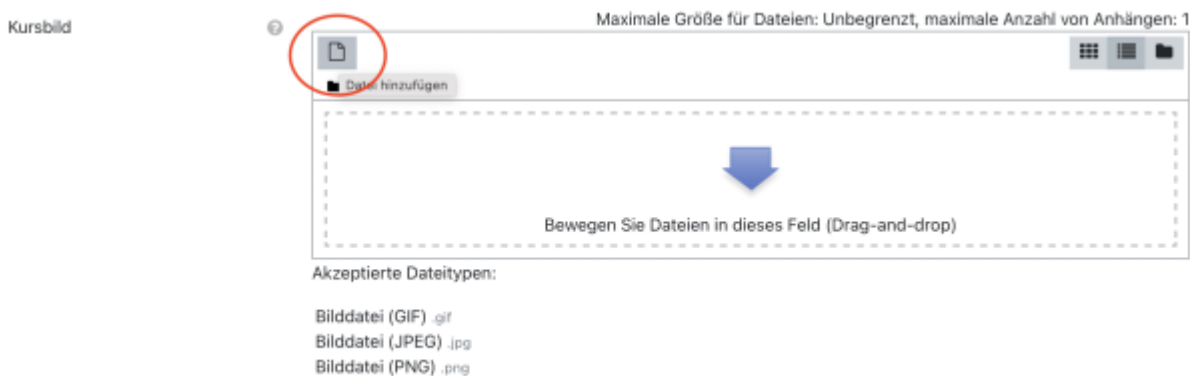 Maximale Größe für Dateien: Unbegrenzt, maximale Anzahl von Anhängen: 1
Kursbild
Datei hinzufügen
Bewegen Sie Dateien in dieses Feld (Drag-and-drop)
Akzeptierte Dateitypen:
Bilddatei (GIF) .gif
Bilddatei (JPEG) .jpg
Bilddatei (PNG) .png